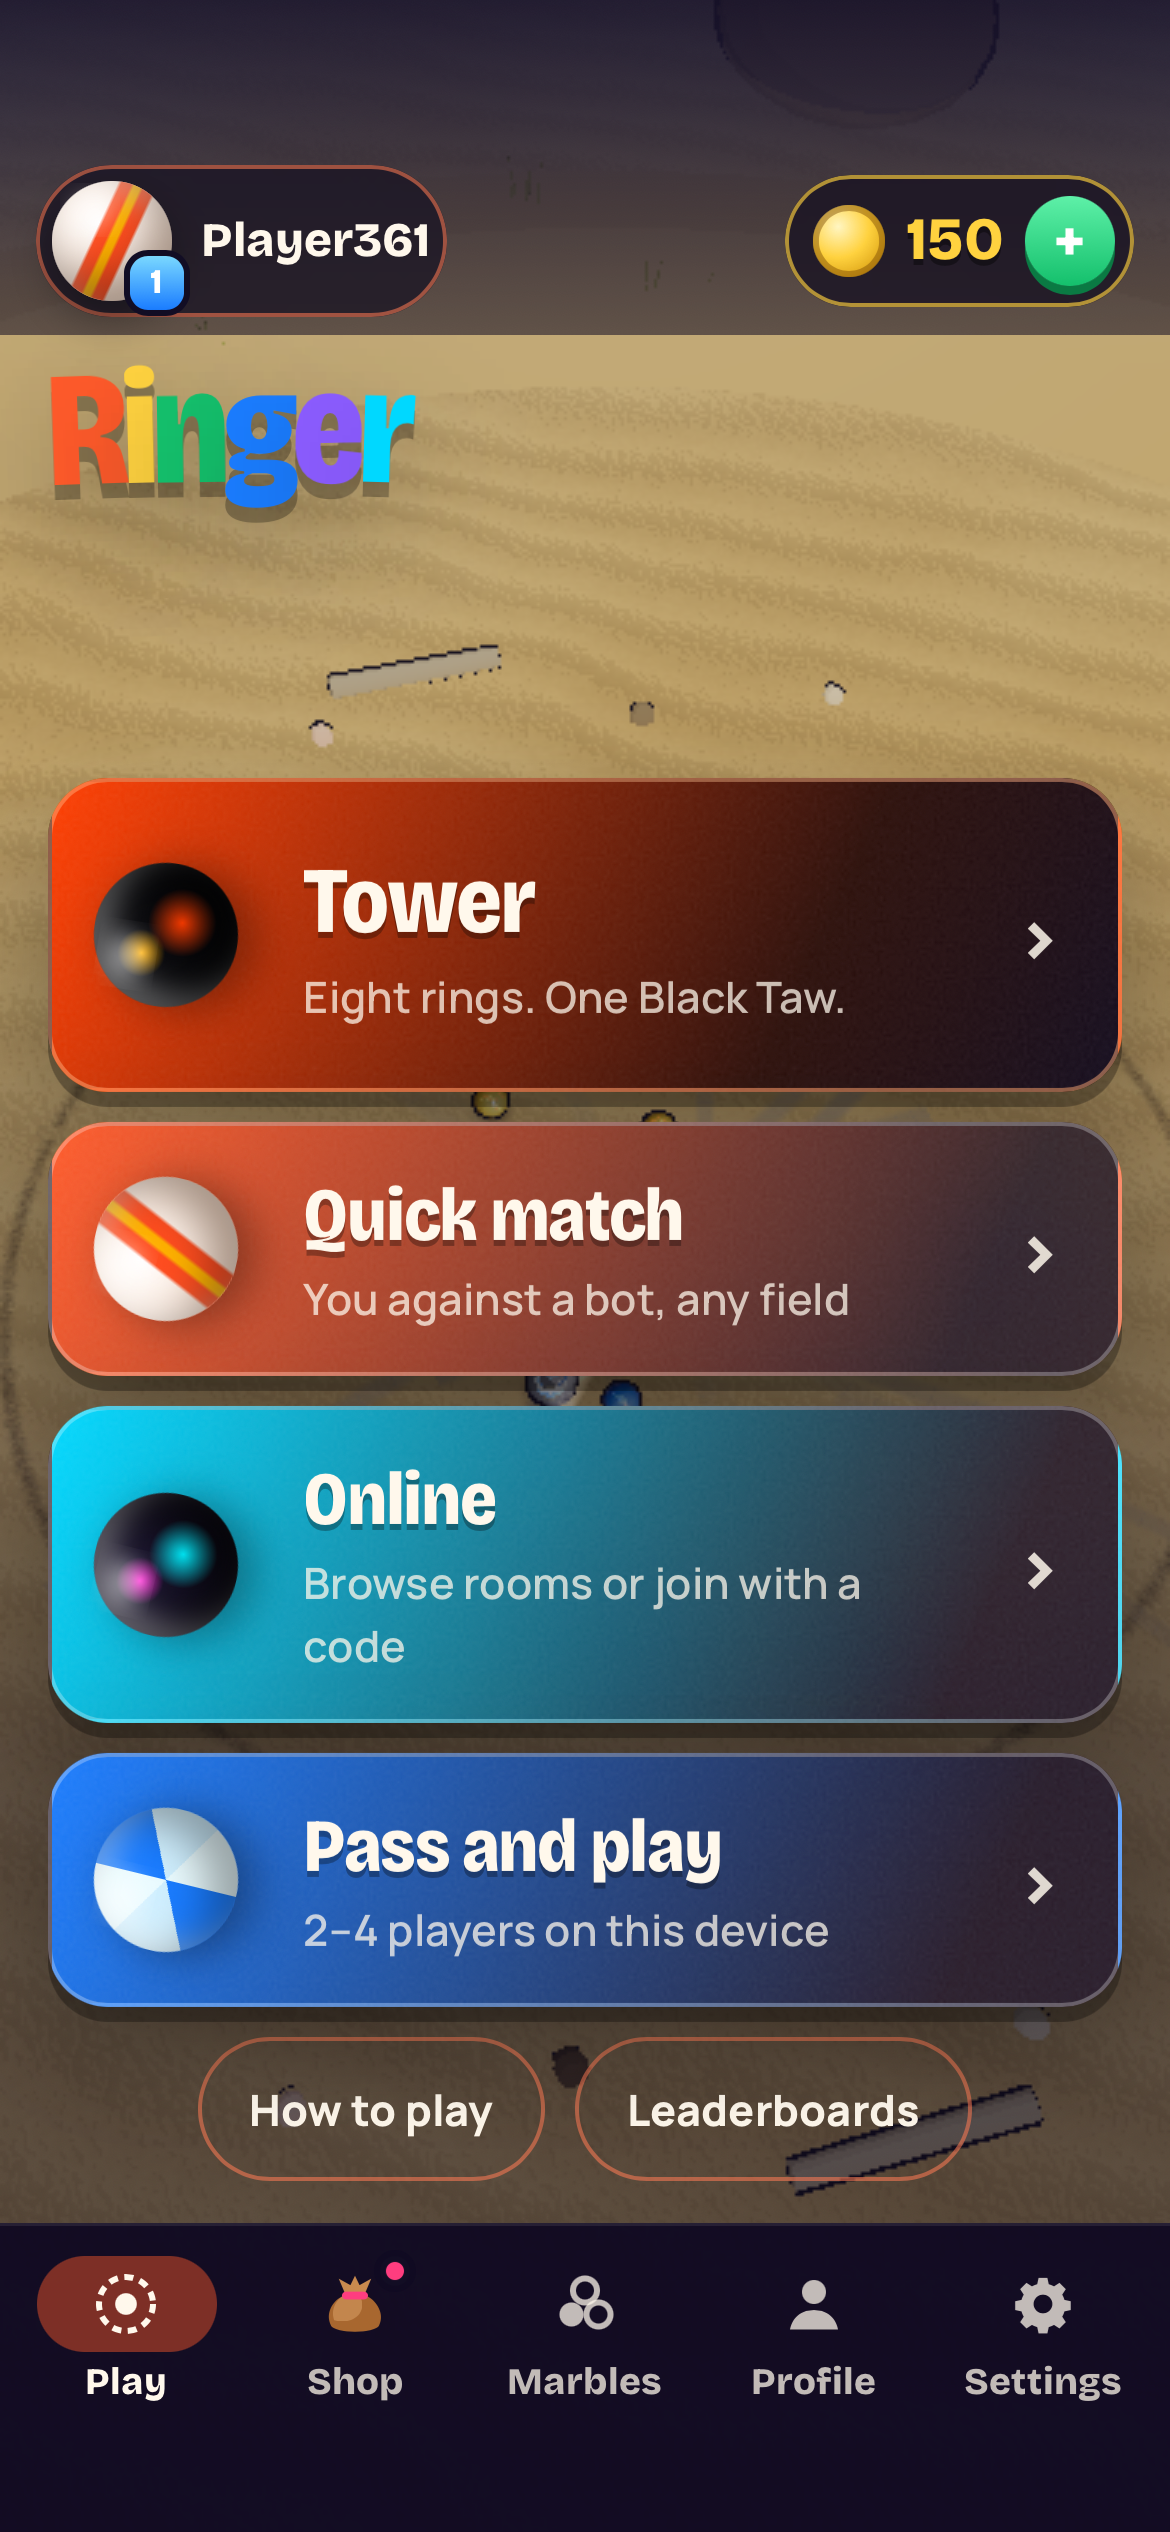 Player361
1
150
+
Ringer
Tower
Eight rings. One Black Taw.
Quick match
You against a bot, any field
Online
Browse rooms or join with a
code
Pass and play
2–4 players on this device
How to play
Leaderboards
Play
Shop
Marbles
Profile
Settings